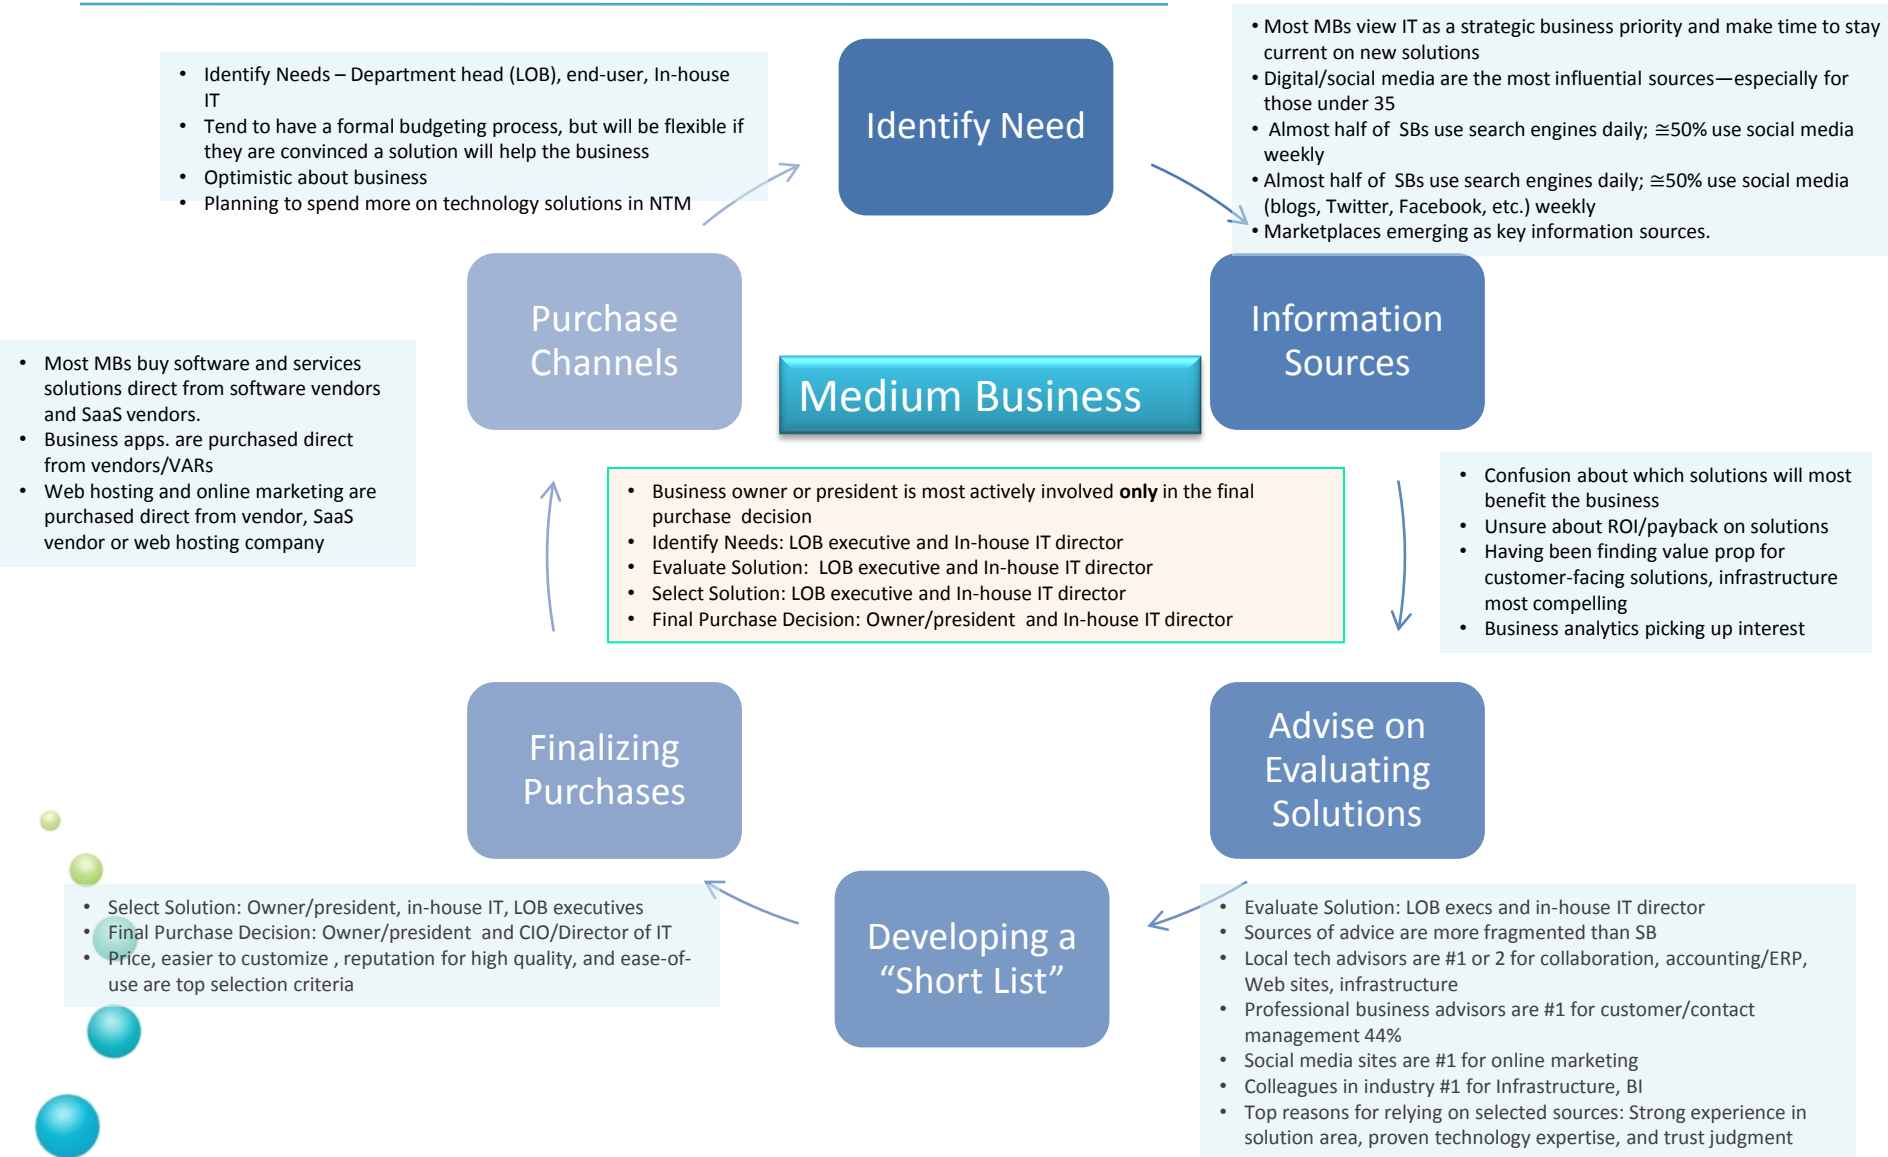 • Identify Needs – Department head (LOB), end-user, In-house
IT
• Tend to have a formal budgeting process, but will be flexible if
they are convinced a solution will help the business
• Optimistic about business
• Planning to spend more on technology solutions in NTM
Identify Need
• Most MBs view IT as a strategic business priority and make time to stay
current on new solutions
• Digital/social media are the most influential sources—especially for
those under 35
• Almost half of SBs use search engines daily; ≅50% use social media
weekly
• Almost half of SBs use search engines daily; ≅50% use social media
(blogs, Twitter, Facebook, etc.) weekly
• Marketplaces emerging as key information sources.
Purchase
Channels
Information
Sources
Medium Business
• Most MBs buy software and services
solutions direct from software vendors
and SaaS vendors.
• Business apps. are purchased direct
from vendors/VARs
• Web hosting and online marketing are
purchased direct from vendor, SaaS
vendor or web hosting company
• Business owner or president is most actively involved only in the final
purchase decision
• Identify Needs: LOB executive and In-house IT director
• Evaluate Solution: LOB executive and In-house IT director
• Select Solution: LOB executive and In-house IT director
• Final Purchase Decision: Owner/president and In-house IT director
• Confusion about which solutions will most
benefit the business
• Unsure about ROI/payback on solutions
• Having been finding value prop for
customer-facing solutions, infrastructure
most compelling
• Business analytics picking up interest
Finalizing
Purchases
Advise on
Evaluating
Solutions
• Select Solution: Owner/president, in-house IT, LOB executives
• Final Purchase Decision: Owner/president and CIO/Director of IT
• Price, easier to customize , reputation for high quality, and ease-of-
use are top selection criteria
Developing a
“Short List”
• Evaluate Solution: LOB execs and in-house IT director
• Sources of advice are more fragmented than SB
• Local tech advisors are #1 or 2 for collaboration, accounting/ERP,
Web sites, infrastructure
• Professional business advisors are #1 for customer/contact
management 44%
• Social media sites are #1 for online marketing
• Colleagues in industry #1 for Infrastructure, BI
• Top reasons for relying on selected sources: Strong experience in
solution area, proven technology expertise, and trust judgment